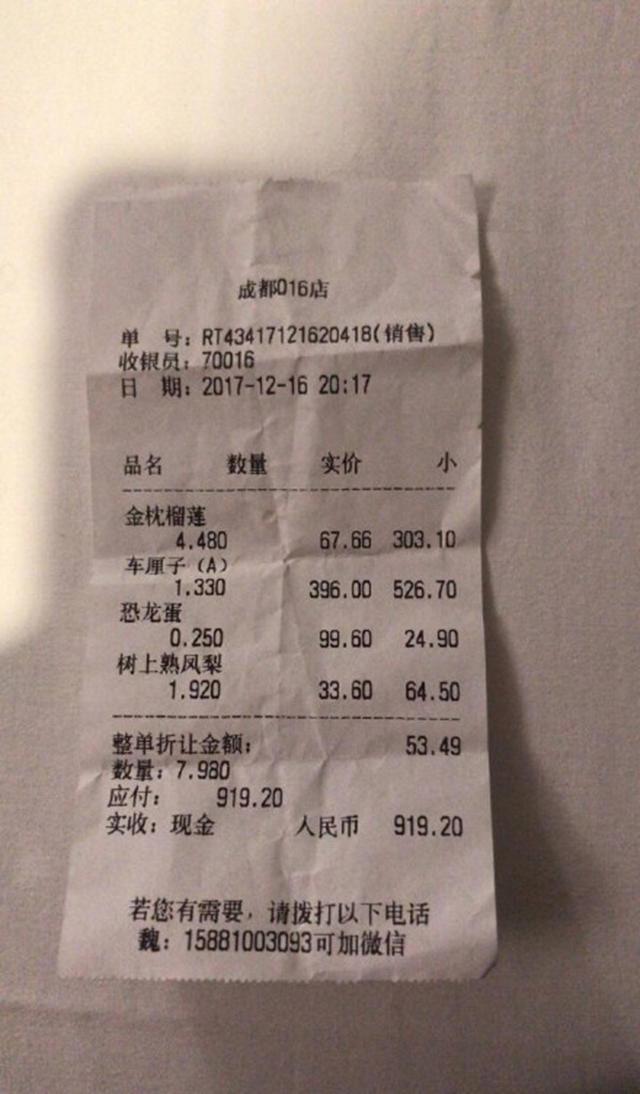 成都016店
单 号：RT43417121620418(销售)
收银员：70016
日 期：2017-12-16 20:17
品名 数量 实价 小
金枕榴莲
4.480 67.66 303.10
车厘子（A）
1.330 396.00 526.70
恐龙蛋
0.250 99.60 24.90
树上熟凤梨
1.920 33.60 64.50
整单折让金额： 53.49
数量：7.980
应付： 919.20
实收：现金 人民币 919.20
若您有需要，请拨打以下电话
魏：15881003093可加微信